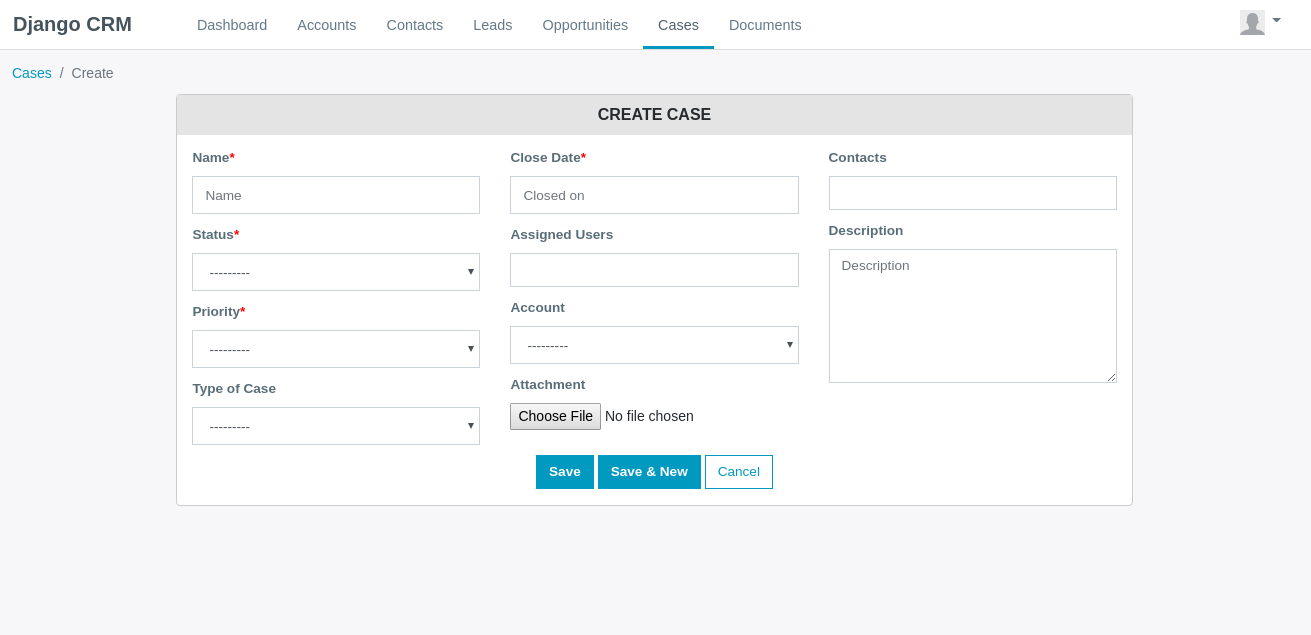 Django CRM
Dashboard Accounts Contacts Leads Opportunities Cases Documents
Cases / Create
CREATE CASE
Name*
Name
Status*
---------
Priority*
---------
Type of Case
---------
Close Date*
Closed on
Assigned Users
Account
---------
Attachment
Choose File No file chosen
Contacts
Description
Description
Save Save & New Cancel